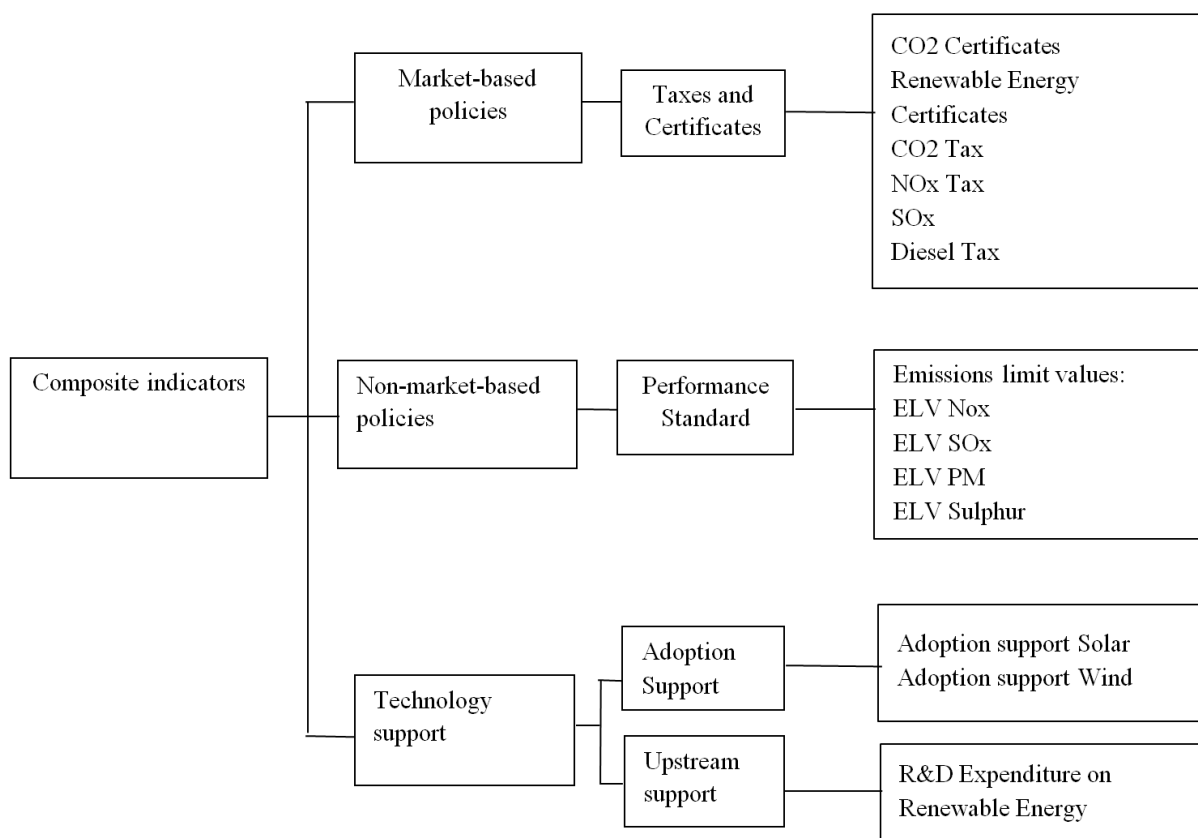 Market-based
policies
Taxes and
Certificates
CO2 Certificates
Renewable Energy
Certificates
CO2 Tax
NOx Tax
SOx
Diesel Tax
Composite indicators
Non-market-based
policies
Performance
Standard
Emissions limit values:
ELV Nox
ELV SOx
ELV PM
ELV Sulphur
Technology
support
Adoption
Support
Adoption support Solar
Adoption support Wind
Upstream
support
R&D Expenditure on
Renewable Energy